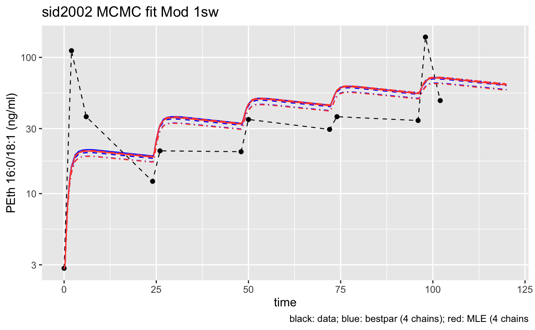 sid2002 MCMC fit Mod 1sw
PEth 16:0/18:1 (ng/ml)
100
30
10
3
0
25
50
75
100
125
time
black: data; blue: bestpar (4 chains); red: MLE (4 chains